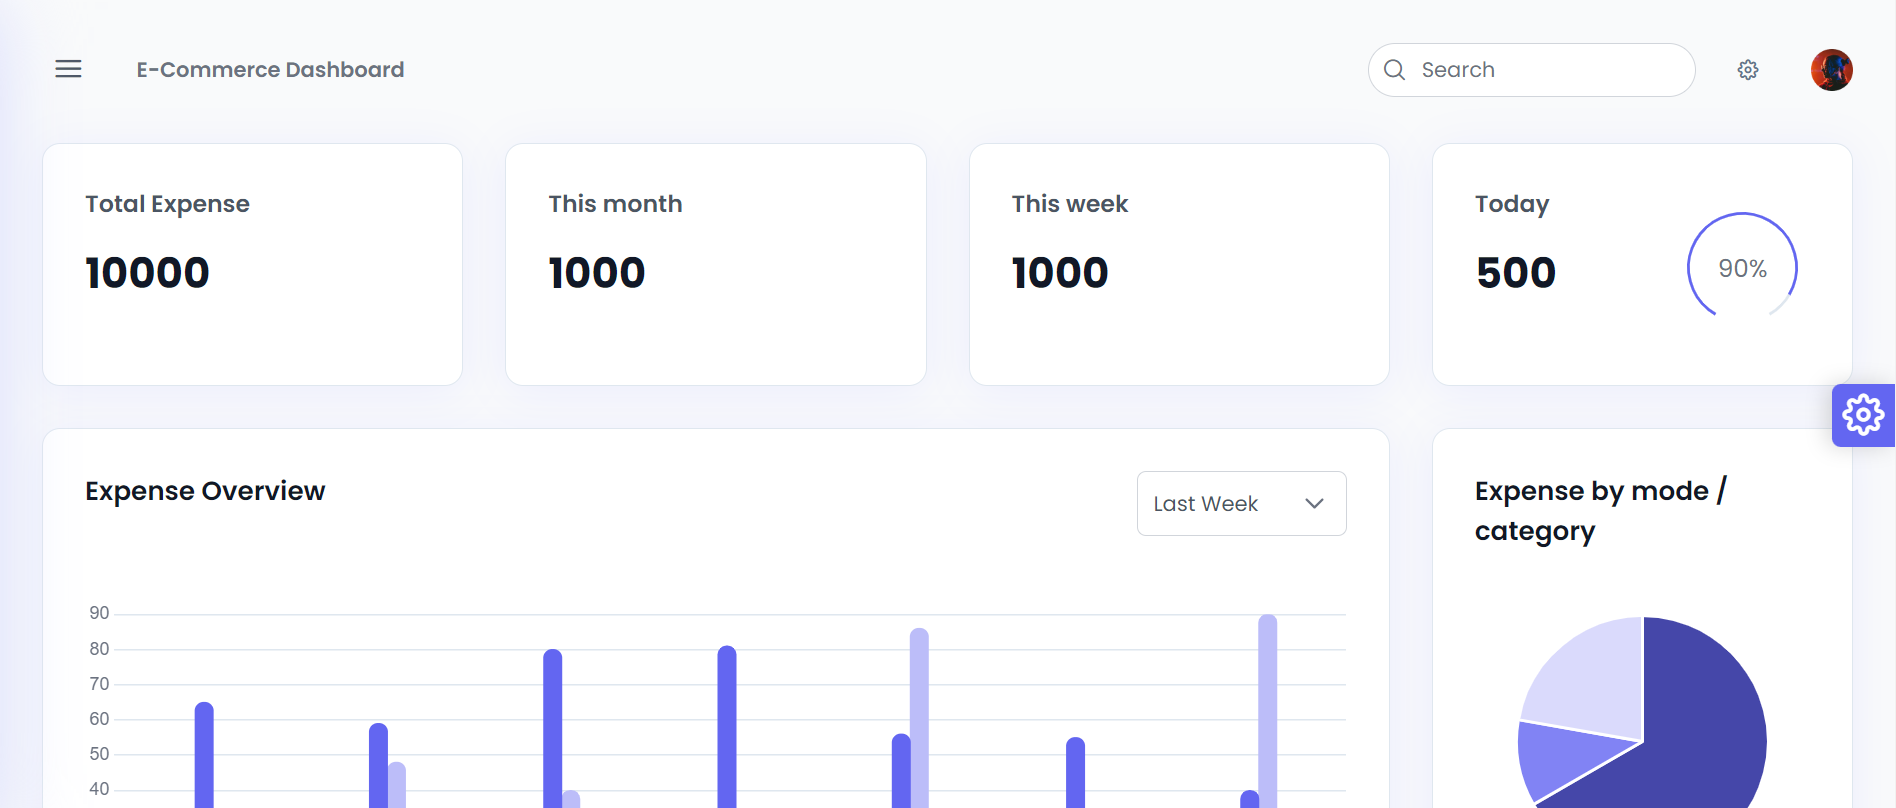 E-Commerce Dashboard
Search
Total Expense
10000
This month
1000
This week
1000
Today
500
90%
Expense Overview
Last Week
90
80
70
60
50
40
Expense by mode /
category